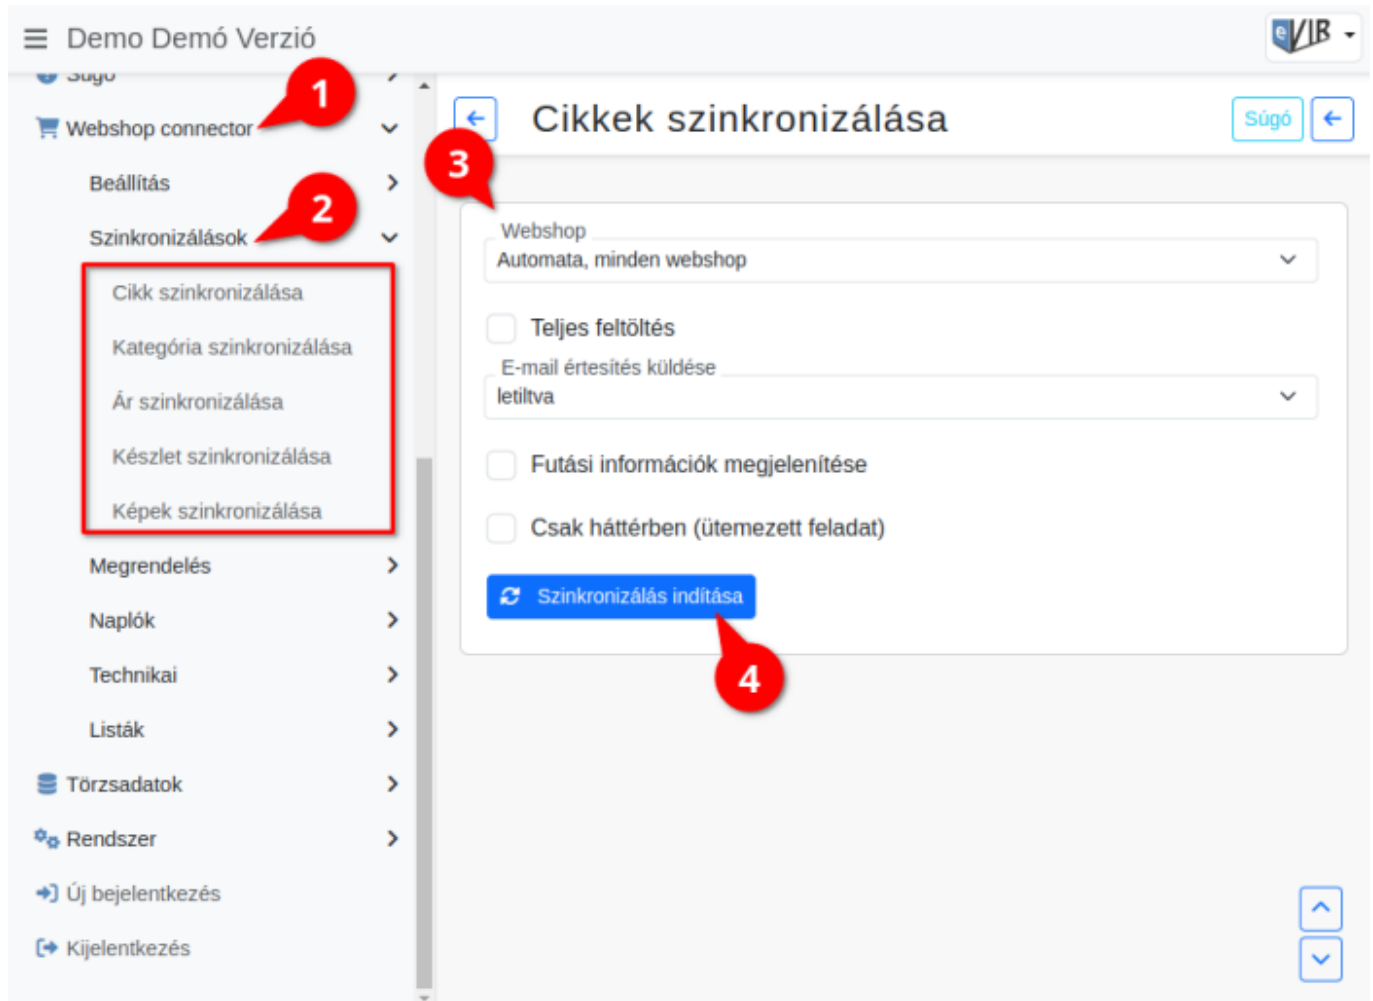 Demo Demó Verzió
eVIR
Súgó
Webshop connector
1
Beállítás
Szinkronizálások
2
Cikk szinkronizálása
Kategória szinkronizálása
Ár szinkronizálása
Készlet szinkronizálása
Képek szinkronizálása
Megrendelés
Naplók
Technikai
Listák
Törzsadatok
Rendszer
Új bejelentkezés
Kijelentkezés
Cikkek szinkronizálása
Súgó
3
Webshop
Automata, minden webshop
Teljes feltöltés
E-mail értesítés küldése
letiltva
Futási információk megjelenítése
Csak háttérben (ütemezett feladat)
Szinkronizálás indítása
4